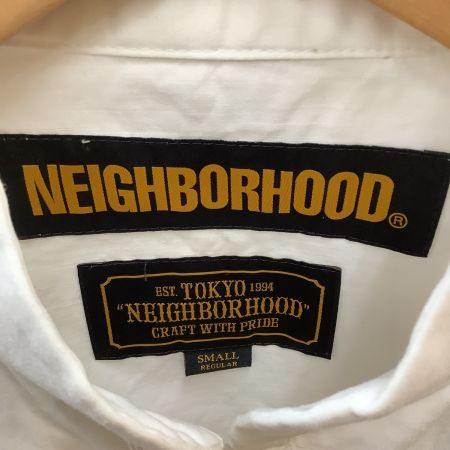 NEIGHBORHOOD®
EST. TOKYO 1994
"NEIGHBORHOOD"
CRAFT WITH PRIDE
SMALL
REGULAR